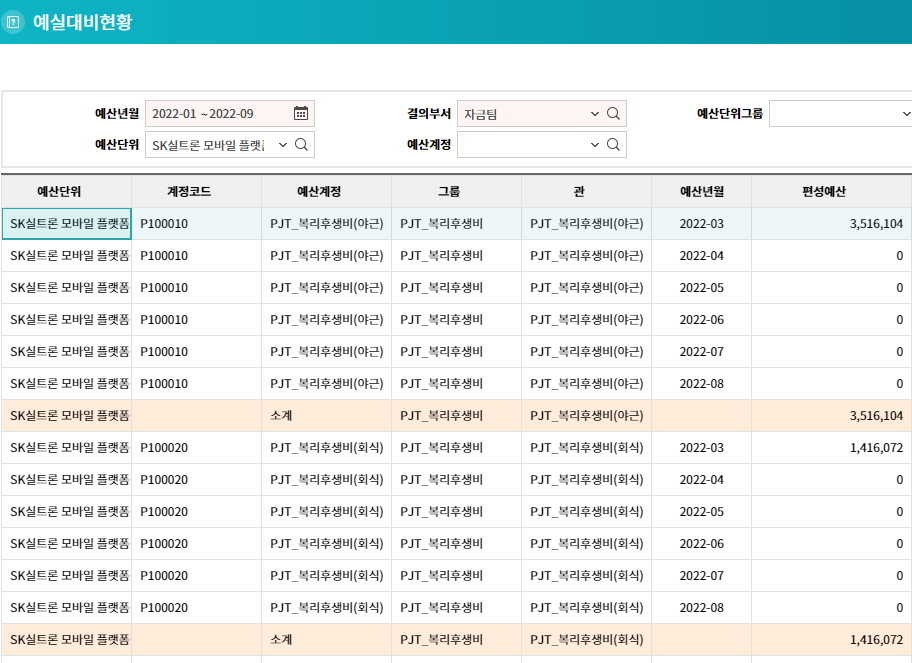 예실대비현황
예산년월 2022-01 ~2022-09 결의부서 자금팀 예산단위그룹
예산단위 SK실트론 모바일 플랫폼 예산계정
예산단위 계정코드 예산계정 그룹 관 예산년월 편성예산
SK실트론 모바일 플랫폼 P100010 PJT_복리후생비(야근) PJT_복리후생비 PJT_복리후생비(야근) 2022-03 3,516,104
SK실트론 모바일 플랫폼 P100010 PJT_복리후생비(야근) PJT_복리후생비 PJT_복리후생비(야근) 2022-04 0
SK실트론 모바일 플랫폼 P100010 PJT_복리후생비(야근) PJT_복리후생비 PJT_복리후생비(야근) 2022-05 0
SK실트론 모바일 플랫폼 P100010 PJT_복리후생비(야근) PJT_복리후생비 PJT_복리후생비(야근) 2022-06 0
SK실트론 모바일 플랫폼 P100010 PJT_복리후생비(야근) PJT_복리후생비 PJT_복리후생비(야근) 2022-07 0
SK실트론 모바일 플랫폼 P100010 PJT_복리후생비(야근) PJT_복리후생비 PJT_복리후생비(야근) 2022-08 0
SK실트론 모바일 플랫폼 소계 PJT_복리후생비 PJT_복리후생비(야근) 3,516,104
SK실트론 모바일 플랫폼 P100020 PJT_복리후생비(회식) PJT_복리후생비 PJT_복리후생비(회식) 2022-03 1,416,072
SK실트론 모바일 플랫폼 P100020 PJT_복리후생비(회식) PJT_복리후생비 PJT_복리후생비(회식) 2022-04 0
SK실트론 모바일 플랫폼 P100020 PJT_복리후생비(회식) PJT_복리후생비 PJT_복리후생비(회식) 2022-05 0
SK실트론 모바일 플랫폼 P100020 PJT_복리후생비(회식) PJT_복리후생비 PJT_복리후생비(회식) 2022-06 0
SK실트론 모바일 플랫폼 P100020 PJT_복리후생비(회식) PJT_복리후생비 PJT_복리후생비(회식) 2022-07 0
SK실트론 모바일 플랫폼 P100020 PJT_복리후생비(회식) PJT_복리후생비 PJT_복리후생비(회식) 2022-08 0
SK실트론 모바일 플랫폼 소계 PJT_복리후생비 PJT_복리후생비(회식) 1,416,072